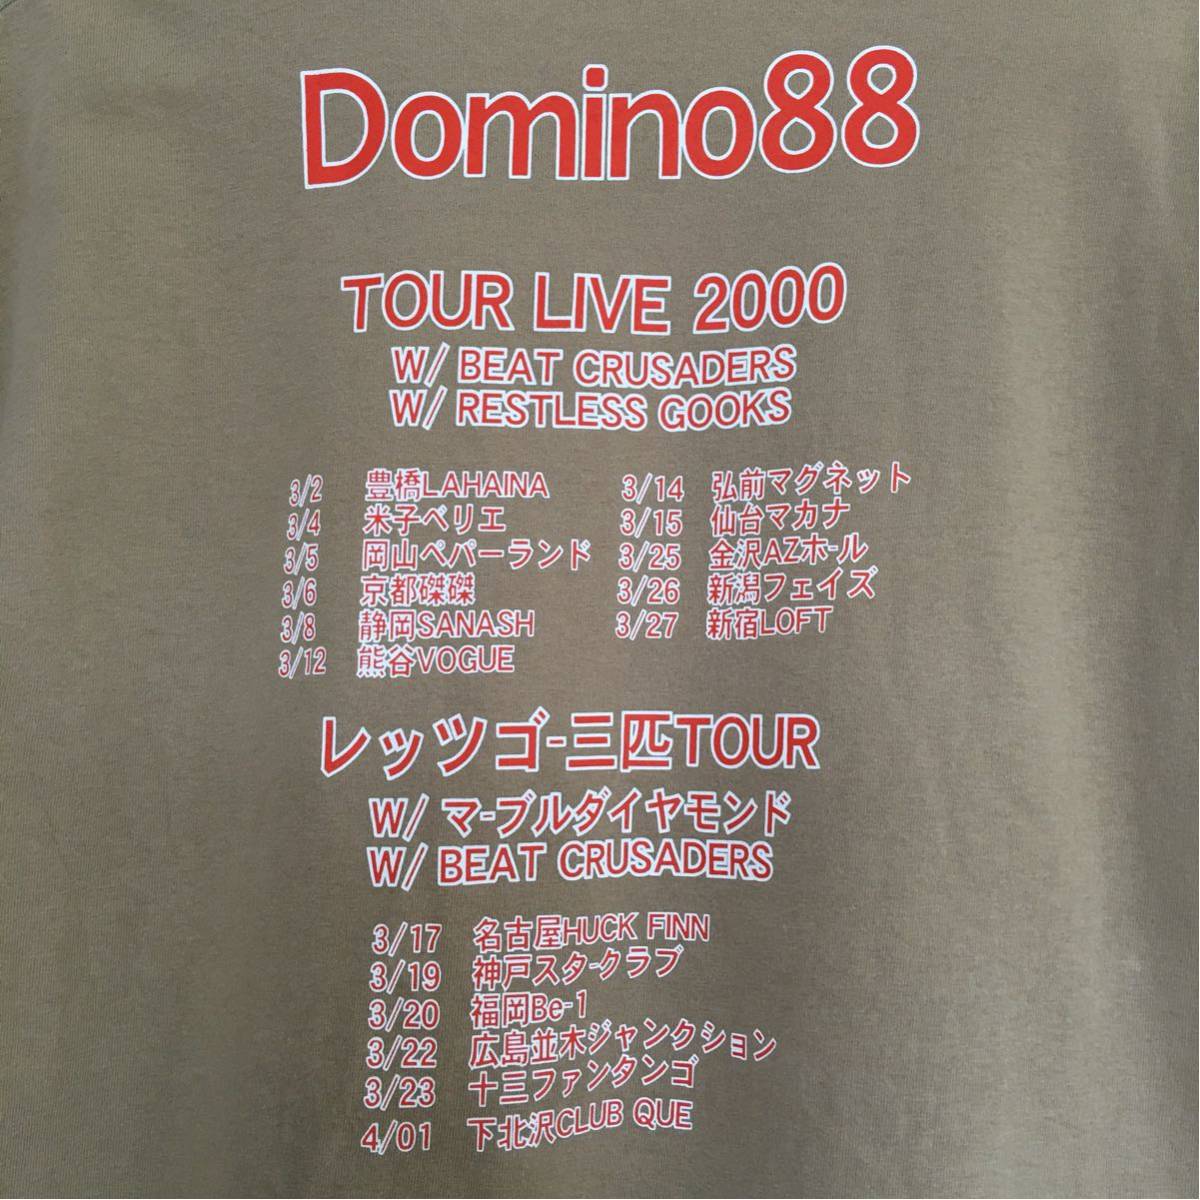 Domino88
TOUR LIVE 2000
W/ BEAT CRUSADERS
W/ RESTLESS GOOKS
3/2 豊橋LAHAINA
3/4 米子ベリエ
3/5 岡山ペパーランド
3/6 京都磔磔
3/8 静岡SANASH
3/12 熊谷VOGUE
3/14 弘前マグネット
3/15 仙台マカナ
3/25 金沢AZホール
3/26 新潟フェイズ
3/27 新宿LOFT
レッツゴー三匹TOUR
W/ マーブルダイヤモンド
W/ BEAT CRUSADERS
3/17 名古屋HUCK FINN
3/19 神戸スタークラブ
3/20 福岡Be-1
3/22 広島並木ジャンクション
3/23 十三ファンタンゴ
4/01 下北沢CLUB QUE